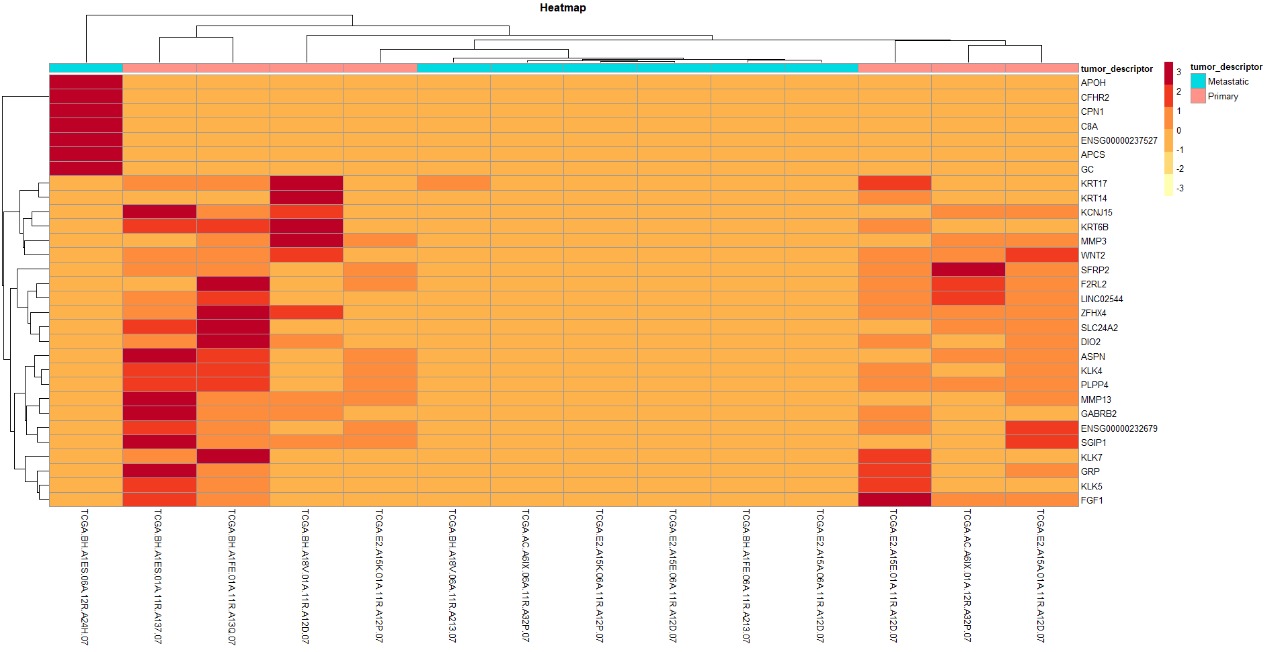 Heatmap
tumor_descriptor
APOH
CFHR2
CPN1
C8A
ENSG00000237527
APCS
GC
KRT17
KRT14
KCNJ15
KRT6B
MMP3
WNT2
SFRP2
F2RL2
LINC02544
ZFHX4
SLC24A2
DIO2
ASPN
KLK4
PLPP4
MMP13
GABRB2
ENSG00000232679
SGIP1
KLK7
GRP
KLK5
FGF1
3
2
1
0
-1
-2
-3
tumor_descriptor
Metastatic
Primary
TCGA.BH.A1ES.06A.12R.A24H.07
TCGA.BH.A1ES.01A.11R.A137.07
TCGA.BH.A1FE.01A.11R.A13Q.07
TCGA.BH.A18V.01A.11R.A12D.07
TCGA.E2.A15K.01A.11R.A12P.07
TCGA.BH.A18V.06A.11R.A213.07
TCGA.AC.A6IX.06A.11R.A32P.07
TCGA.E2.A15K.06A.11R.A12P.07
TCGA.E2.A15E.06A.11R.A12D.07
TCGA.BH.A1FE.06A.11R.A213.07
TCGA.E2.A15A.06A.11R.A12D.07
TCGA.E2.A15E.01A.11R.A12D.07
TCGA.AC.A6IX.01A.12R.A32P.07
TCGA.E2.A15A.01A.11R.A12D.07